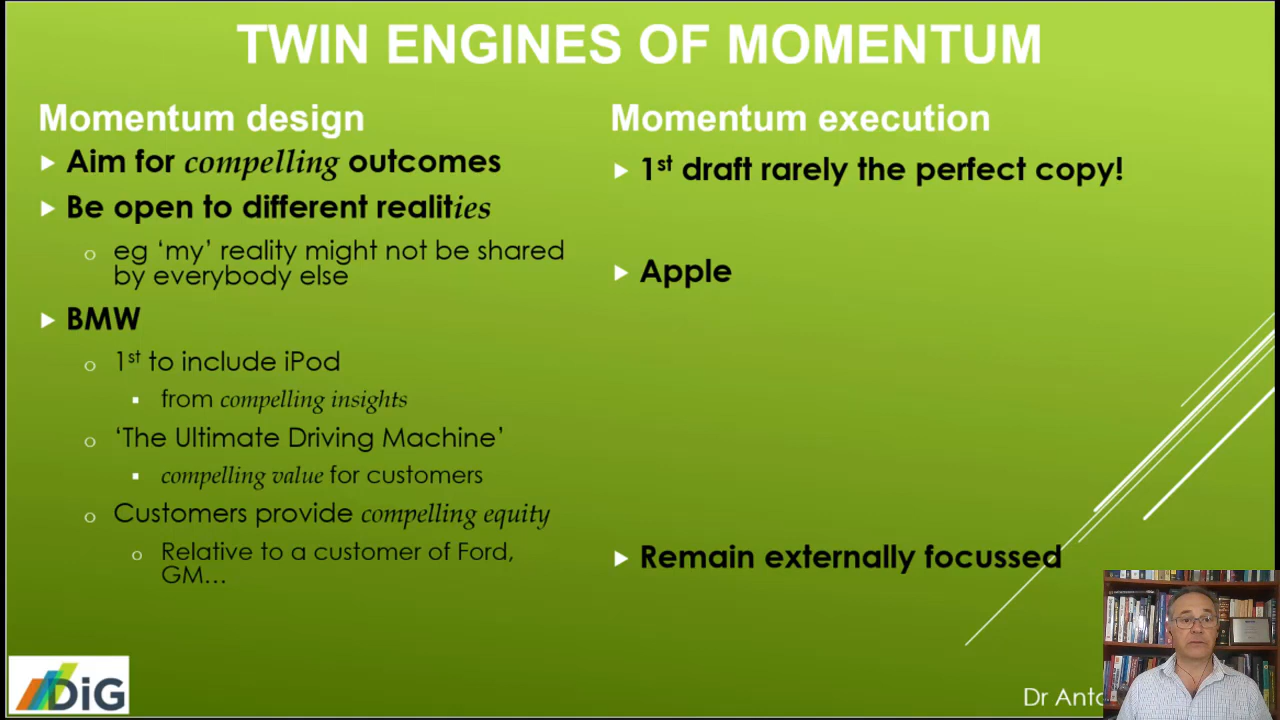 TWIN ENGINES OF MOMENTUM
Momentum design
Aim for compelling outcomes
Be open to different realities
eg ‘my’ reality might not be shared
by everybody else
BMW
1st to include iPod
from compelling insights
‘The Ultimate Driving Machine’
compelling value for customers
Customers provide compelling equity
Relative to a customer of Ford,
GM…
Momentum execution
1st draft rarely the perfect copy!
Apple
Remain externally focussed
DiG
Dr